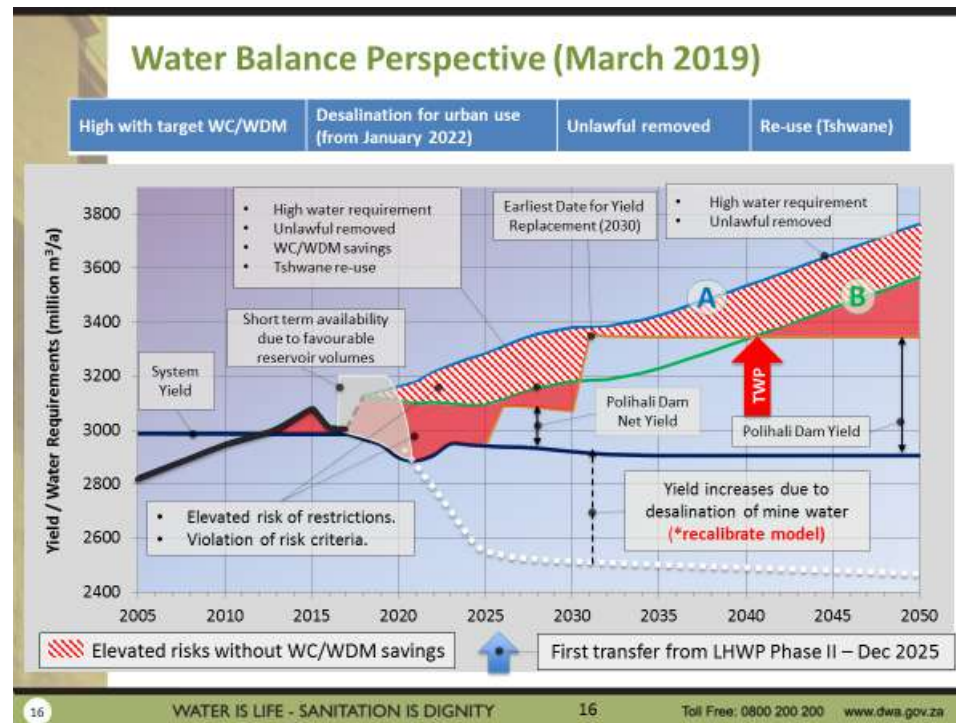 Water Balance Perspective (March 2019)
High with target WC/WDM
Desalination for urban use
(from January 2022)
Unlawful removed
Re-use (Tshwane)
Yield / Water Requirements (million m³/a)
3800
3600
3400
3200
3000
2800
2600
2400
• High water requirement
• Unlawful removed
• WC/WDM savings
• Tshwane re-use
Earliest Date for Yield
Replacement (2030)
• High water requirement
• Unlawful removed
Short term availability
due to favourable
reservoir volumes
System
Yield
A
B
TWP
Polihali Dam
Net Yield
Polihali Dam Yield
• Elevated risk of restrictions.
• Violation of risk criteria.
Yield increases due to
desalination of mine water
(*recalibrate model)
2005 2010 2015 2020 2025 2030 2035 2040 2045 2050
Elevated risks without WC/WDM savings
First transfer from LHWP Phase II – Dec 2025
16
WATER IS LIFE - SANITATION IS DIGNITY
16
Toll Free: 0800 200 200 www.dwa.gov.za